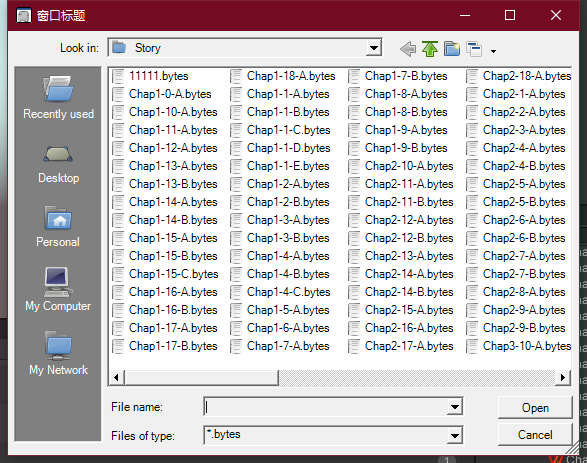 窗口标题
Look in: Story
11111.bytes Chap1-18-A.bytes Chap1-7-B.bytes Chap2-18-A.bytes
Chap1-0-A.bytes Chap1-1-A.bytes Chap1-8-A.bytes Chap2-1-A.bytes
Chap1-10-A.bytes Chap1-1-B.bytes Chap1-8-B.bytes Chap2-2-A.bytes
Chap1-11-A.bytes Chap1-1-C.bytes Chap1-9-A.bytes Chap2-3-A.bytes
Chap1-12-A.bytes Chap1-1-D.bytes Chap1-9-B.bytes Chap2-4-A.bytes
Chap1-13-A.bytes Chap1-1-E.bytes Chap2-10-A.bytes Chap2-4-B.bytes
Chap1-13-B.bytes Chap1-2-A.bytes Chap2-11-A.bytes Chap2-5-A.bytes
Chap1-14-A.bytes Chap1-2-B.bytes Chap2-11-B.bytes Chap2-5-B.bytes
Chap1-14-B.bytes Chap1-3-A.bytes Chap2-12-A.bytes Chap2-6-A.bytes
Chap1-15-A.bytes Chap1-3-B.bytes Chap2-12-B.bytes Chap2-6-B.bytes
Chap1-15-B.bytes Chap1-4-A.bytes Chap2-13-A.bytes Chap2-7-A.bytes
Chap1-15-C.bytes Chap1-4-B.bytes Chap2-14-A.bytes Chap2-7-B.bytes
Chap1-16-A.bytes Chap1-4-C.bytes Chap2-14-B.bytes Chap2-8-A.bytes
Chap1-16-B.bytes Chap1-5-A.bytes Chap2-15-A.bytes Chap2-9-A.bytes
Chap1-17-A.bytes Chap1-6-A.bytes Chap2-16-A.bytes Chap2-9-B.bytes
Chap1-17-B.bytes Chap1-7-A.bytes Chap2-17-A.bytes Chap3-10-A.bytes
Recently used
Desktop
Personal
My Computer
My Network
File name:
Open
Files of type: *.bytes
Cancel
1
Cha